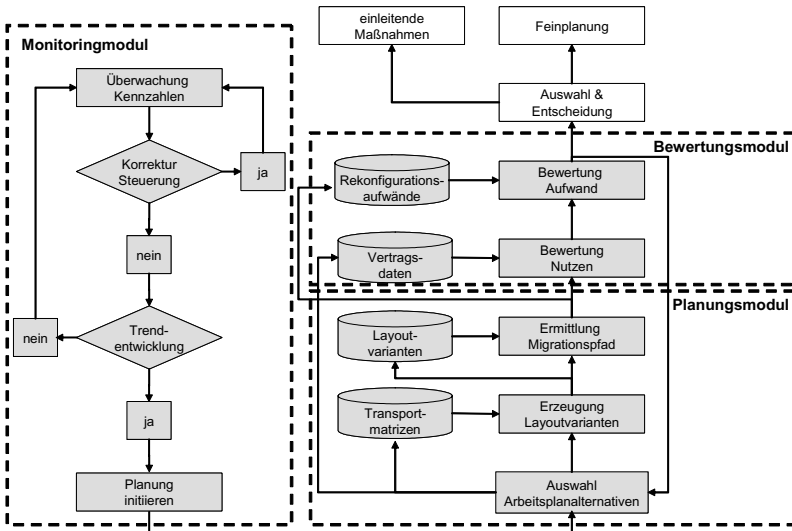 Monitoringmodul
Überwachung
Kennzahlen
Korrektur
Steuerung
ja
nein
Trend-
entwicklung
nein
ja
Planung
initiieren
einleitende
Maßnahmen
Feinplanung
Auswahl &
Entscheidung
Bewertungsmodul
Rekonfigurations-
aufwände
Bewertung
Aufwand
Vertrags-
daten
Bewertung
Nutzen
Planungsmodul
Layout-
varianten
Ermittlung
Migrationspfad
Transport-
matrizen
Erzeugung
Layoutvarianten
Auswahl
Arbeitsplanalternativen